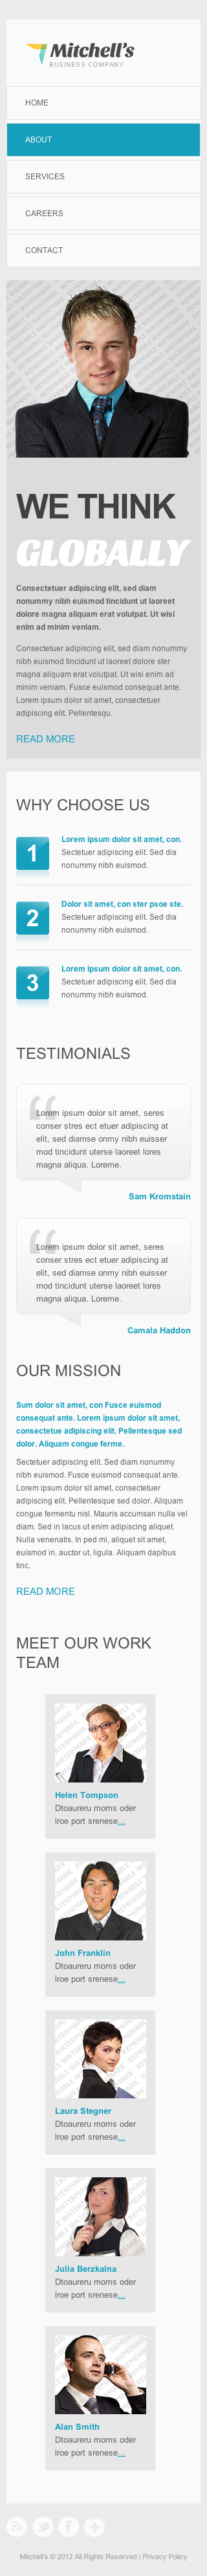 Mitchell's
BUSINESS COMPANY
HOME
ABOUT
SERVICES
CAREERS
CONTACT
WE THINK
GLOBALLY
Consectetuer adipiscing elit, sed diam
nonummy nibh euismod tincidunt ut laoreet
dolore magna aliquam erat volutpat. Ut wisi
enim ad minim veniam.
Consectetuer adipiscing elit, sed diam nonummy
nibh euismod tincidunt ut laoreet dolore ster
magna aliquam erat volutpat. Ut wisi enim ad
minim veniam. Fusce euismod consequat ante.
Lorem ipsum dolor sit amet, consectetuer
adipiscing elit. Pellentesqu.
READ MORE
WHY CHOOSE US
1
Lorem ipsum dolor sit amet, con.
Sectetuer adipiscing elit. Sed dia
nonummy nibh euismod.
2
Dolor sit amet, con ster psoe ste.
Sectetuer adipiscing elit. Sed dia
nonummy nibh euismod.
3
Lorem ipsum dolor sit amet, con.
Sectetuer adipiscing elit. Sed dia
nonummy nibh euismod.
TESTIMONIALS
Lorem ipsum dolor sit amet, seres
conser stres ect etuer adipiscing at
elit, sed diamse onmy nibh euisser
mod tincidunt uterse loset lores
magna aliqua. Loreme.
Sam Kromstain
Lorem ipsum dolor sit amet, seres
conser stres ect etuer adipiscing at
elit, sed diamse onmy nibh euisser
mod tincidunt uterse loset lores
magna aliqua. Loreme.
Camala Haddon
OUR MISSION
Sum dolor sit amet, con Fusce euismod
consequat ante. Lorem ipsum dolor sit amet,
consectetue adipiscing elit. Pellentesque sed
dolor. Aliquam congue ferme.
Sectetuer adipiscing elit. Sed diam nonummy
nibh euismod. Fusce euismod consequat ante.
Lorem ipsum dolor sit amet, consectetuer
adipiscing elit. Pellentesque sed dolor. Aliquam
congue fermentu nisl. Mauris accumsan nulla vel
diam. Sed in lacus ut enim adipiscing aliquet.
Nulla venenatis. In ped mi, aliquet sit amet,
euismod in, auctor ut, ligula. Aliquam dapibus
tinc.
READ MORE
MEET OUR WORK
TEAM
Helen Tompson
Dtoaureru moms oder
lroe port srenese...
John Franklin
Dtoaureru moms oder
lroe port srenese...
Laura Stegner
Dtoaureru moms oder
lroe port srenese...
Julia Berzkalna
Dtoaureru moms oder
lroe port srenese...
Alan Smith
Dtoaureru moms oder
lroe port srenese...
Mitchell's © 2012 All Rights Reserved | Privacy Policy